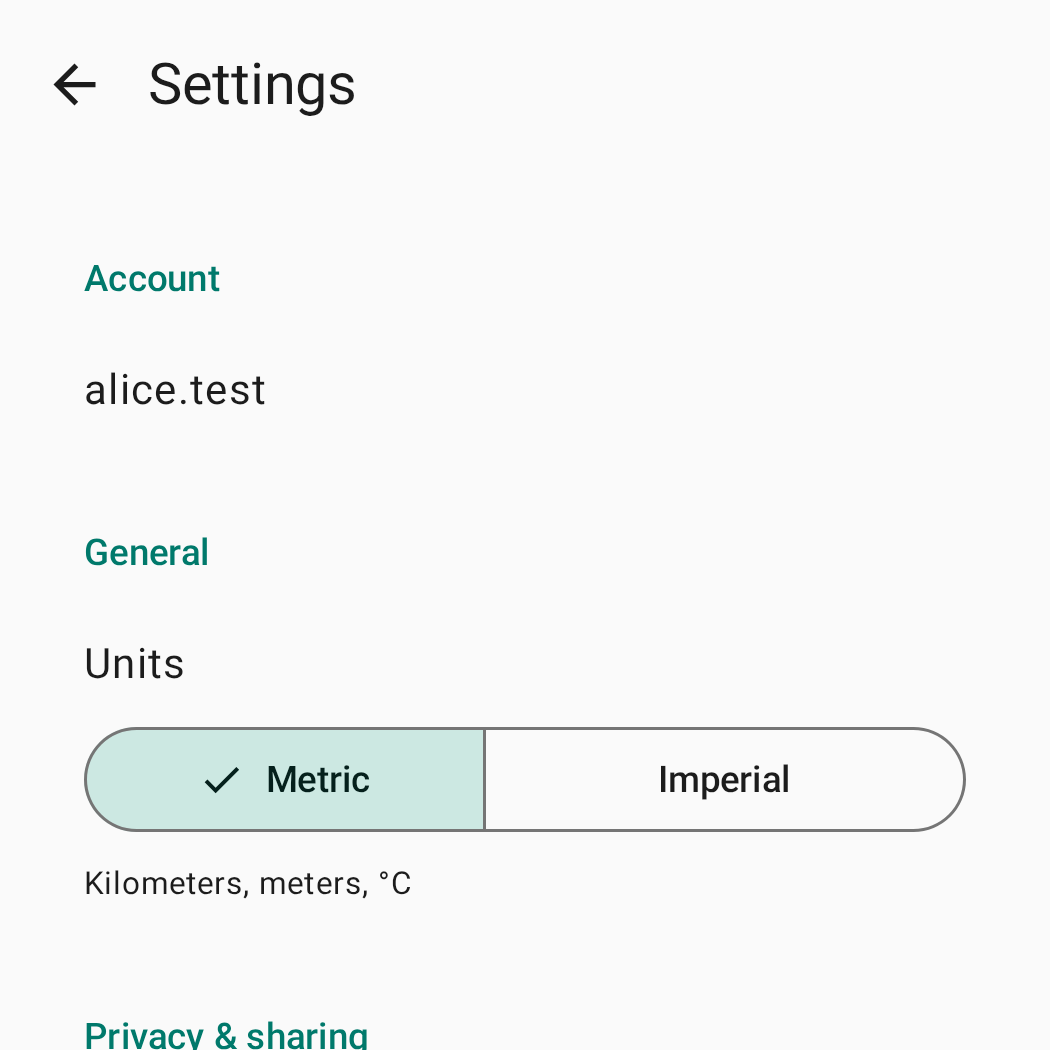 Settings
Account
alice.test
General
Units
Metric Imperial
Kilometers, meters, °C
Privacy & sharing